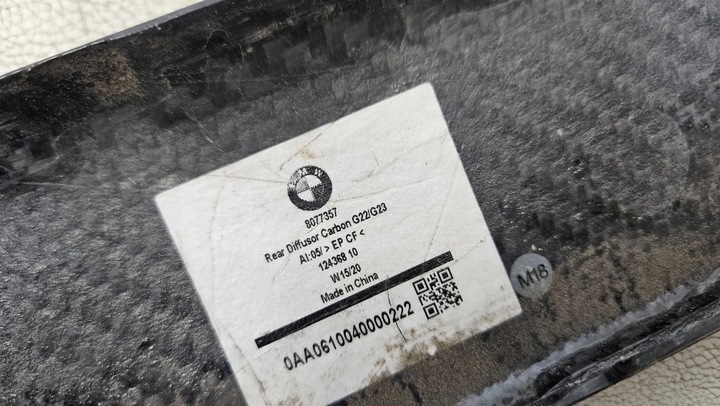 BMW
8077357
Rear Diffusor Carbon G22/G23
AI:05/ > EP CF <
124368 10
W15/20
Made in China
0AA0610040000222
M18